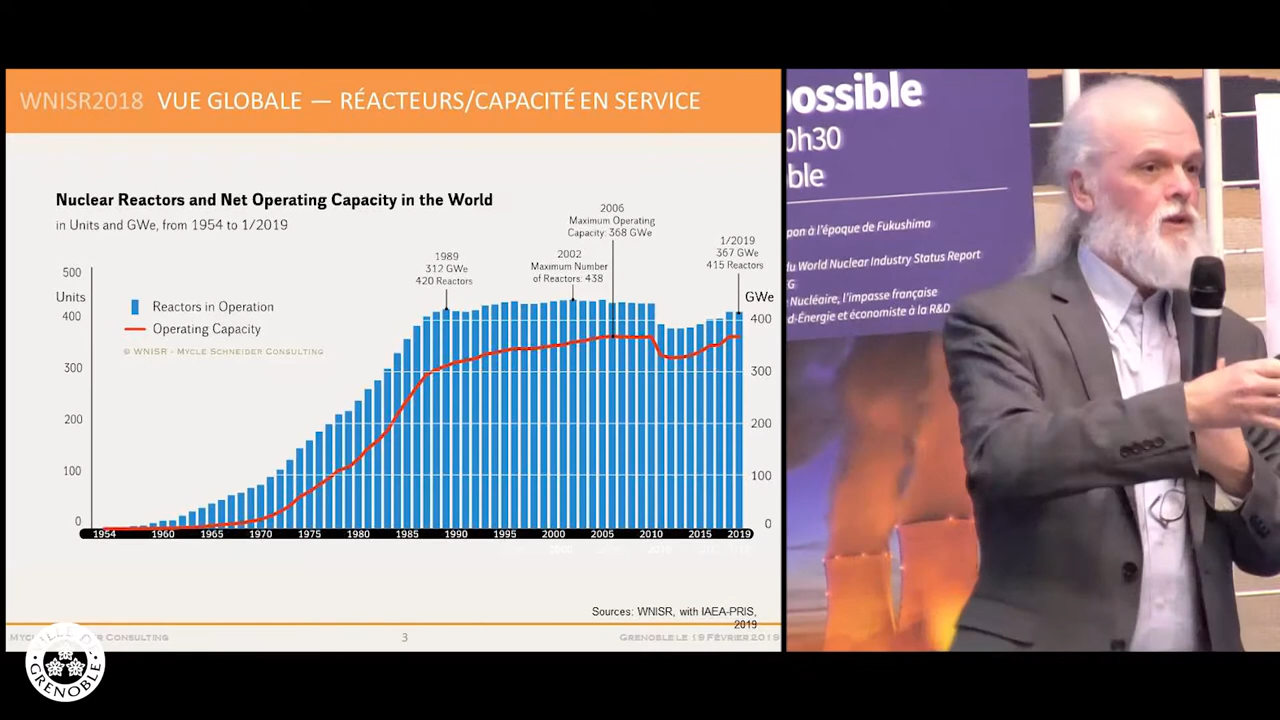 WNISR2018 VUE GLOBALE — RÉACTEURS/CAPACITÉ EN SERVICE
Nuclear Reactors and Net Operating Capacity in the World
in Units and GWe, from 1954 to 1/2019
1989
312 GWe
420 Reactors
2002
Maximum Number
of Reactors: 438
2006
Maximum Operating
Capacity: 368 GWe
1/2019
367 GWe
415 Reactors
500
Units
400
300
200
100
0
Reactors in Operation
Operating Capacity
© WNISR - MYCLE SCHNEIDER CONSULTING
GWe
400
300
200
100
0
1954 1960 1965 1970 1975 1980 1985 1990 1995 2000 2005 2010 2015 2019
Sources: WNISR, with IAEA-PRIS,
2019
CONSULTING
3
GRENOBLE LE 19 FÉVRIER 2019
VILLE DE
GRENOBLE
possible
0h30
ble
pon à l'époque de Fukushima
du World Nuclear Industry Status Report
G
Nucléaire, l'impasse française
d-Énergie et économiste à la R&D